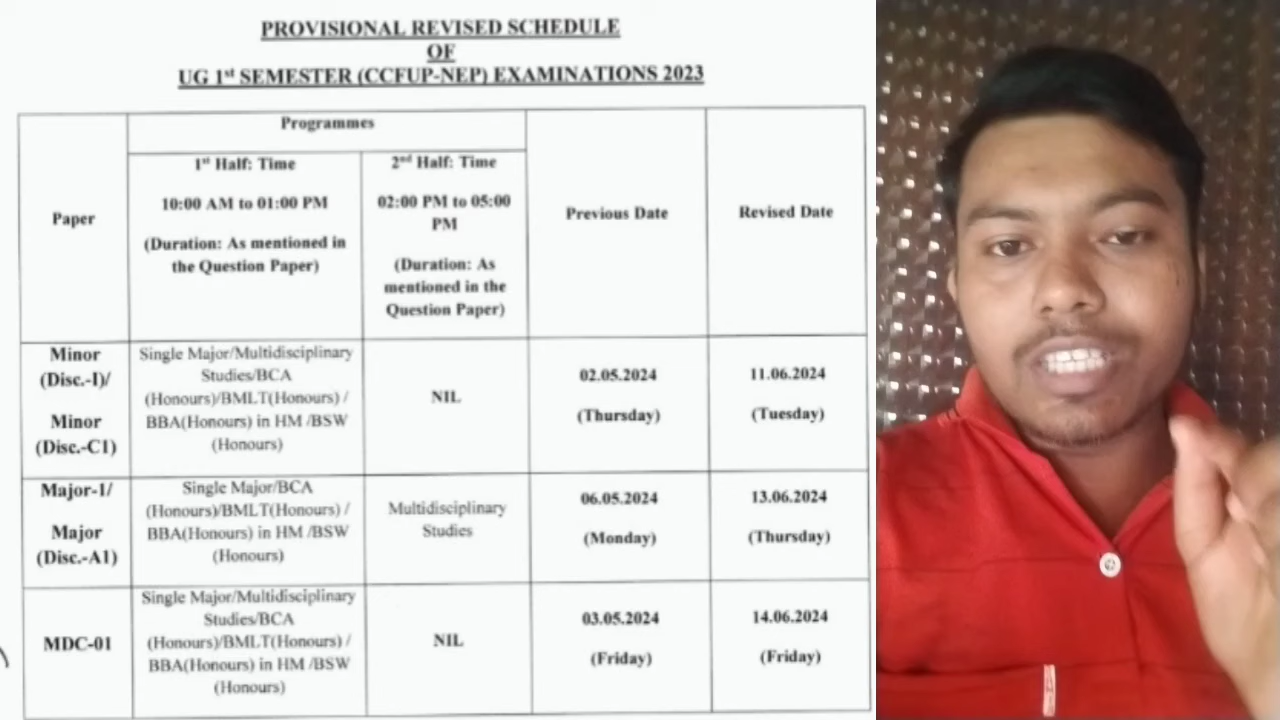 PROVISIONAL REVISED SCHEDULE
OF
UG 1st SEMESTER (CCFUP-NEP) EXAMINATIONS 2023
Paper
Programmes
1st Half: Time
10:00 AM to 01:00 PM
(Duration: As mentioned in
the Question Paper)
2nd Half: Time
02:00 PM to 05:00
PM
(Duration: As
mentioned in the
Question Paper)
Previous Date
Revised Date
Minor
(Disc.-I)/
Minor
(Disc.-C1)
Single Major/Multidisciplinary
Studies/BCA
(Honours)/BMLT(Honours) /
BBA(Honours) in HM /BSW
(Honours)
NIL
02.05.2024
(Thursday)
11.06.2024
(Tuesday)
Major-1/
Major
(Disc.-A1)
Single Major/BCA
(Honours)/BMLT(Honours) /
BBA(Honours) in HM /BSW
(Honours)
Multidisciplinary
Studies
06.05.2024
(Monday)
13.06.2024
(Thursday)
MDC-01
Single Major/Multidisciplinary
Studies/BCA
(Honours)/BMLT(Honours) /
BBA(Honours) in HM /BSW
(Honours)
NIL
03.05.2024
(Friday)
14.06.2024
(Friday)